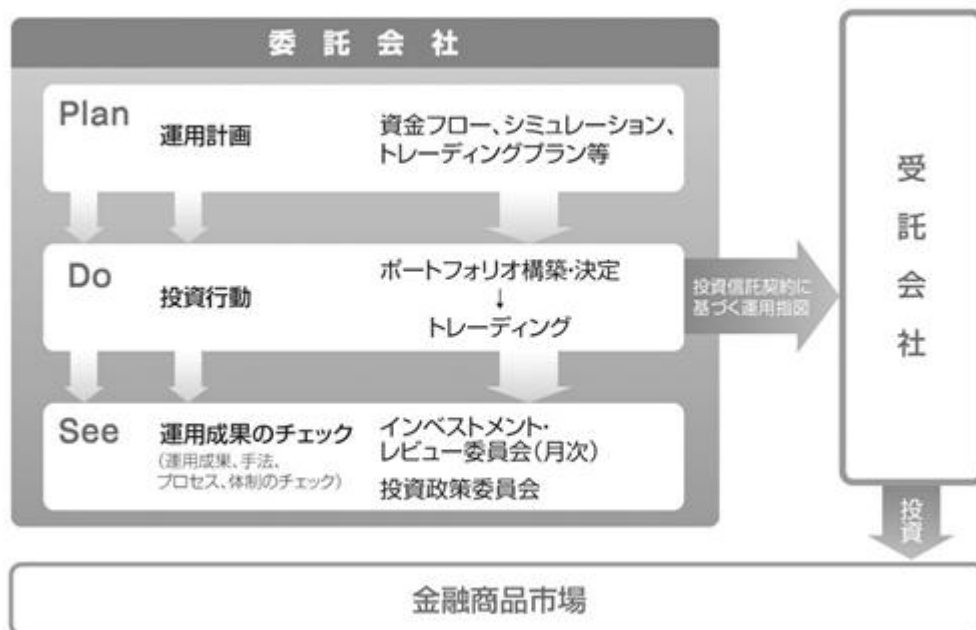 委託会社
Plan
運用計画
資金フロー、シミュレーション、
トレーディングプラン等
Do
投資行動
ポートフォリオ構築・決定
↓
トレーディング
See
運用成果のチェック
(運用成果、手法、
プロセス、体制のチェック)
インベストメント・
レビュー委員会(月次)
投資政策委員会
投資信託契約に
基づく運用指図
受託会社
投資
金融商品市場